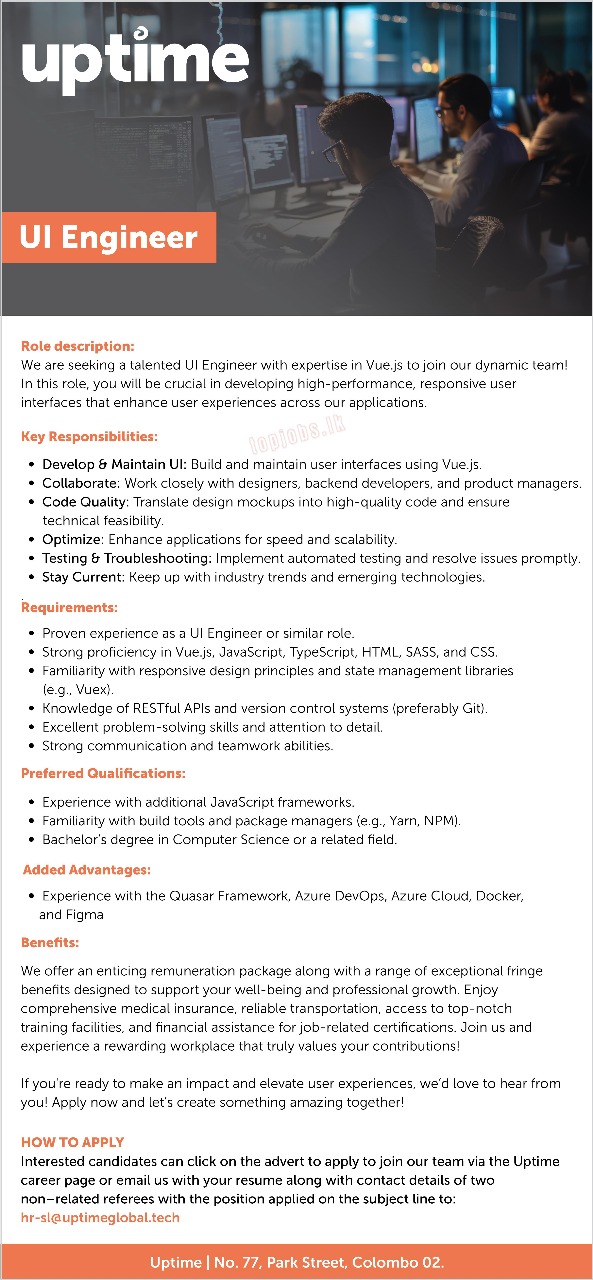 uptime
UI Engineer
Role description:
We are seeking a talented UI Engineer with expertise in Vue.js to join our dynamic team!
In this role, you will be crucial in developing high-performance, responsive user
interfaces that enhance user experiences across our applications.
topjobs.lk
Key Responsibilities:
• Develop & Maintain UI: Build and maintain user interfaces using Vue.js.
• Collaborate: Work closely with designers, backend developers, and product managers.
• Code Quality: Translate design mockups into high-quality code and ensure
technical feasibility.
• Optimize: Enhance applications for speed and scalability.
• Testing & Troubleshooting: Implement automated testing and resolve issues promptly.
• Stay Current: Keep up with industry trends and emerging technologies.
Requirements:
• Proven experience as a UI Engineer or similar role.
• Strong proficiency in Vue.js, JavaScript, TypeScript, HTML, SASS, and CSS.
• Familiarity with responsive design principles and state management libraries
(e.g., Vuex).
• Knowledge of RESTful APIs and version control systems (preferably Git).
• Excellent problem-solving skills and attention to detail.
• Strong communication and teamwork abilities.
Preferred Qualifications:
• Experience with additional JavaScript frameworks.
• Familiarity with build tools and package managers (e.g., Yarn, NPM).
• Bachelor's degree in Computer Science or a related field.
Added Advantages:
• Experience with the Quasar Framework, Azure DevOps, Azure Cloud, Docker,
and Figma
Benefits:
We offer an enticing remuneration package along with a range of exceptional fringe
benefits designed to support your well-being and professional growth. Enjoy
comprehensive medical insurance, reliable transportation, access to top-notch
training facilities, and financial assistance for job-related certifications. Join us and
experience a rewarding workplace that truly values your contributions!
If you're ready to make an impact and elevate user experiences, we'd love to hear from
you! Apply now and let's create something amazing together!
HOW TO APPLY
Interested candidates can click on the advert to apply to join our team via the Uptime
career page or email us with your resume along with contact details of two
non–related referees with the position applied on the subject line to:
hr-sl@uptimeglobal.tech
Uptime | No. 77, Park Street, Colombo 02.